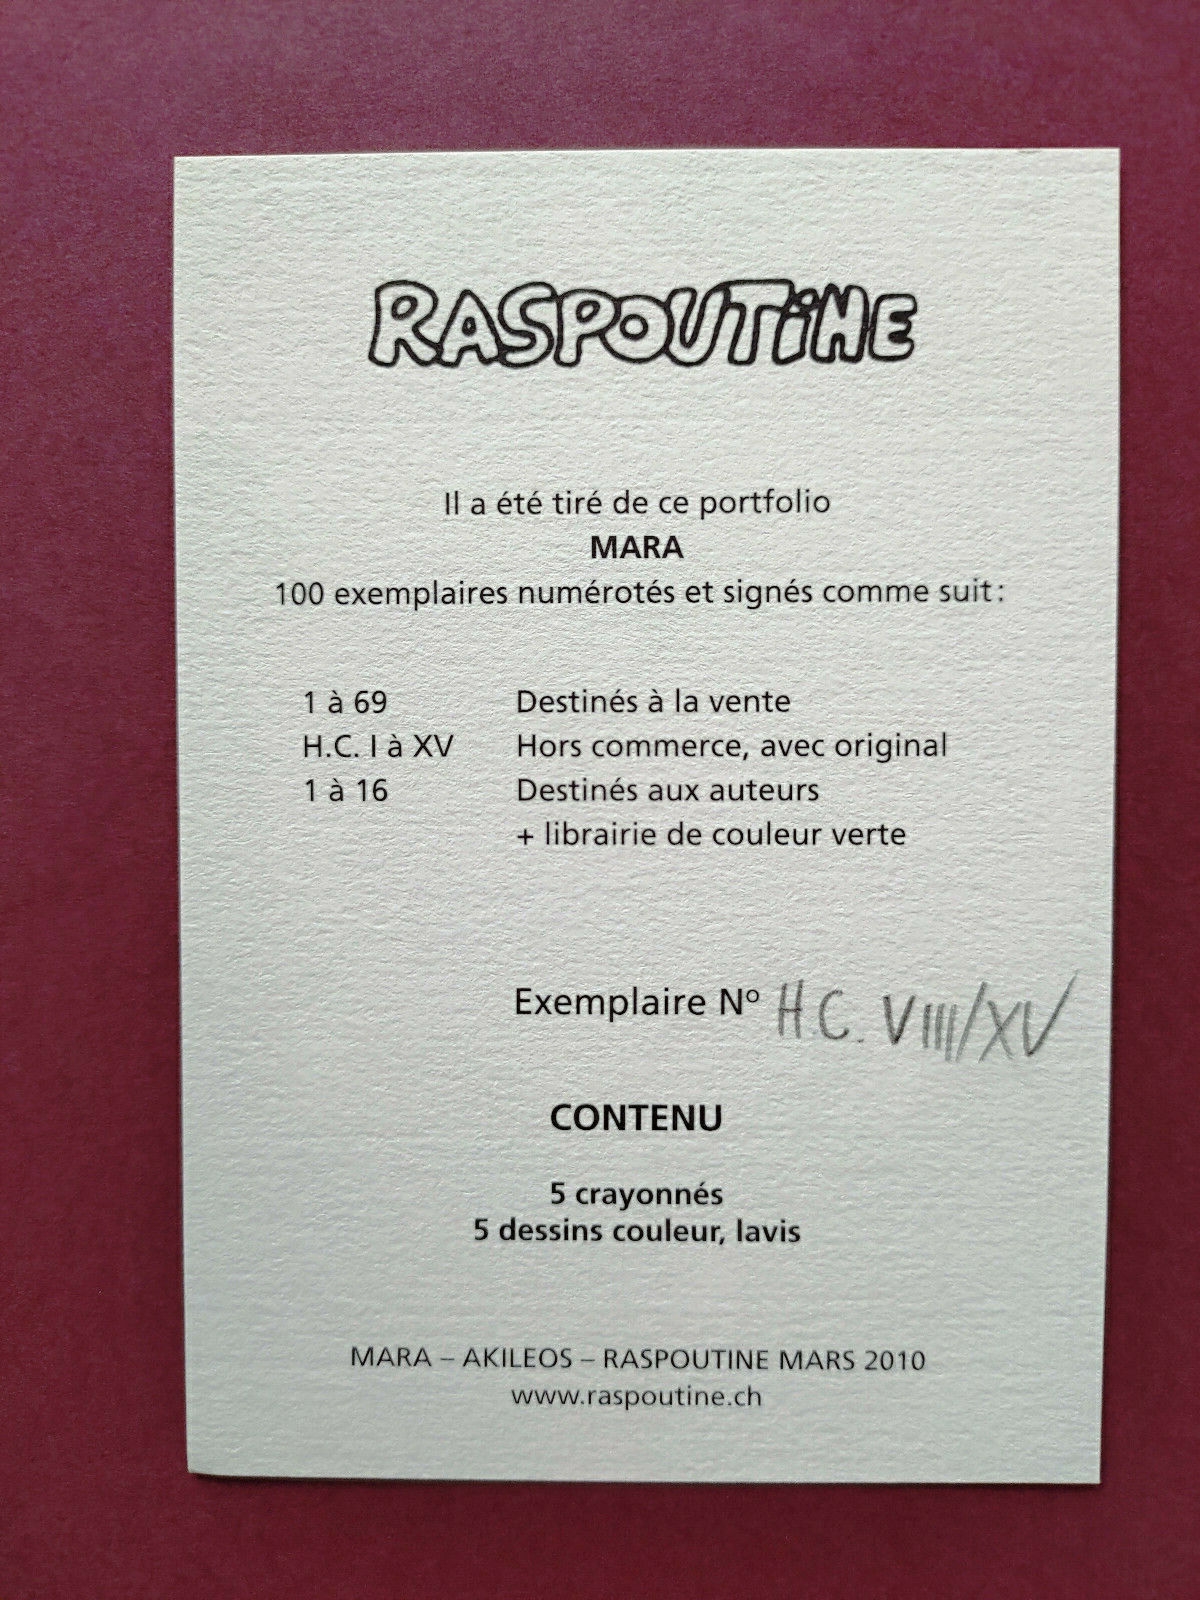 RASPOUTINE
Il a été tiré de ce portfolio
MARA
100 exemplaires numérotés et signés comme suit :
1 à 69 Destinés à la vente
H.C. I à XV Hors commerce, avec original
1 à 16 Destinés aux auteurs
+ librairie de couleur verte
Exemplaire Nº H.C. VIIII/XV
CONTENU
5 crayonnés
5 dessins couleur, lavis
MARA – AKILEOS – RASPOUTINE MARS 2010
www.raspoutine.ch